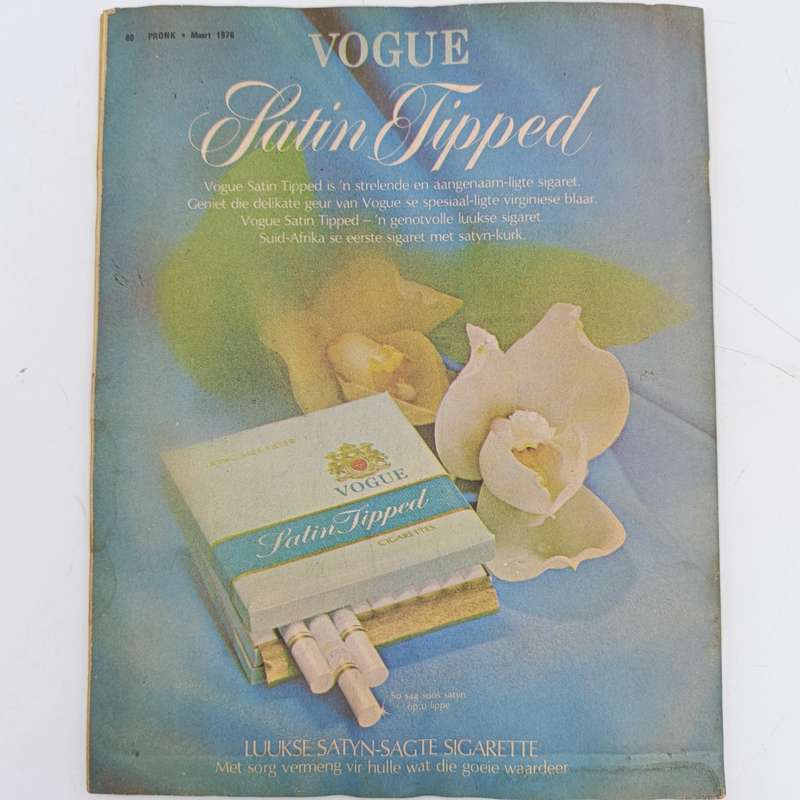 80 PRONK • Maart 1976
VOGUE
Satin Tipped
Vogue Satin Tipped is 'n strelende en aangenaam-ligte sigaret.
Geniet die delikate geur van Vogue se spesiaal-ligte virginiese blaar.
Vogue Satin Tipped – 'n genotvolle luukse sigaret.
Suid-Afrika se eerste sigaret met satyn-kurk.
FILTER
VOGUE
Satin Tipped
CIGARETTES
So sag soos satyn
op u lippe
LUUKSE SATYN-SAGTE SIGARETTE
Met sorg vermeng vir hulle wat die goeie waardeer